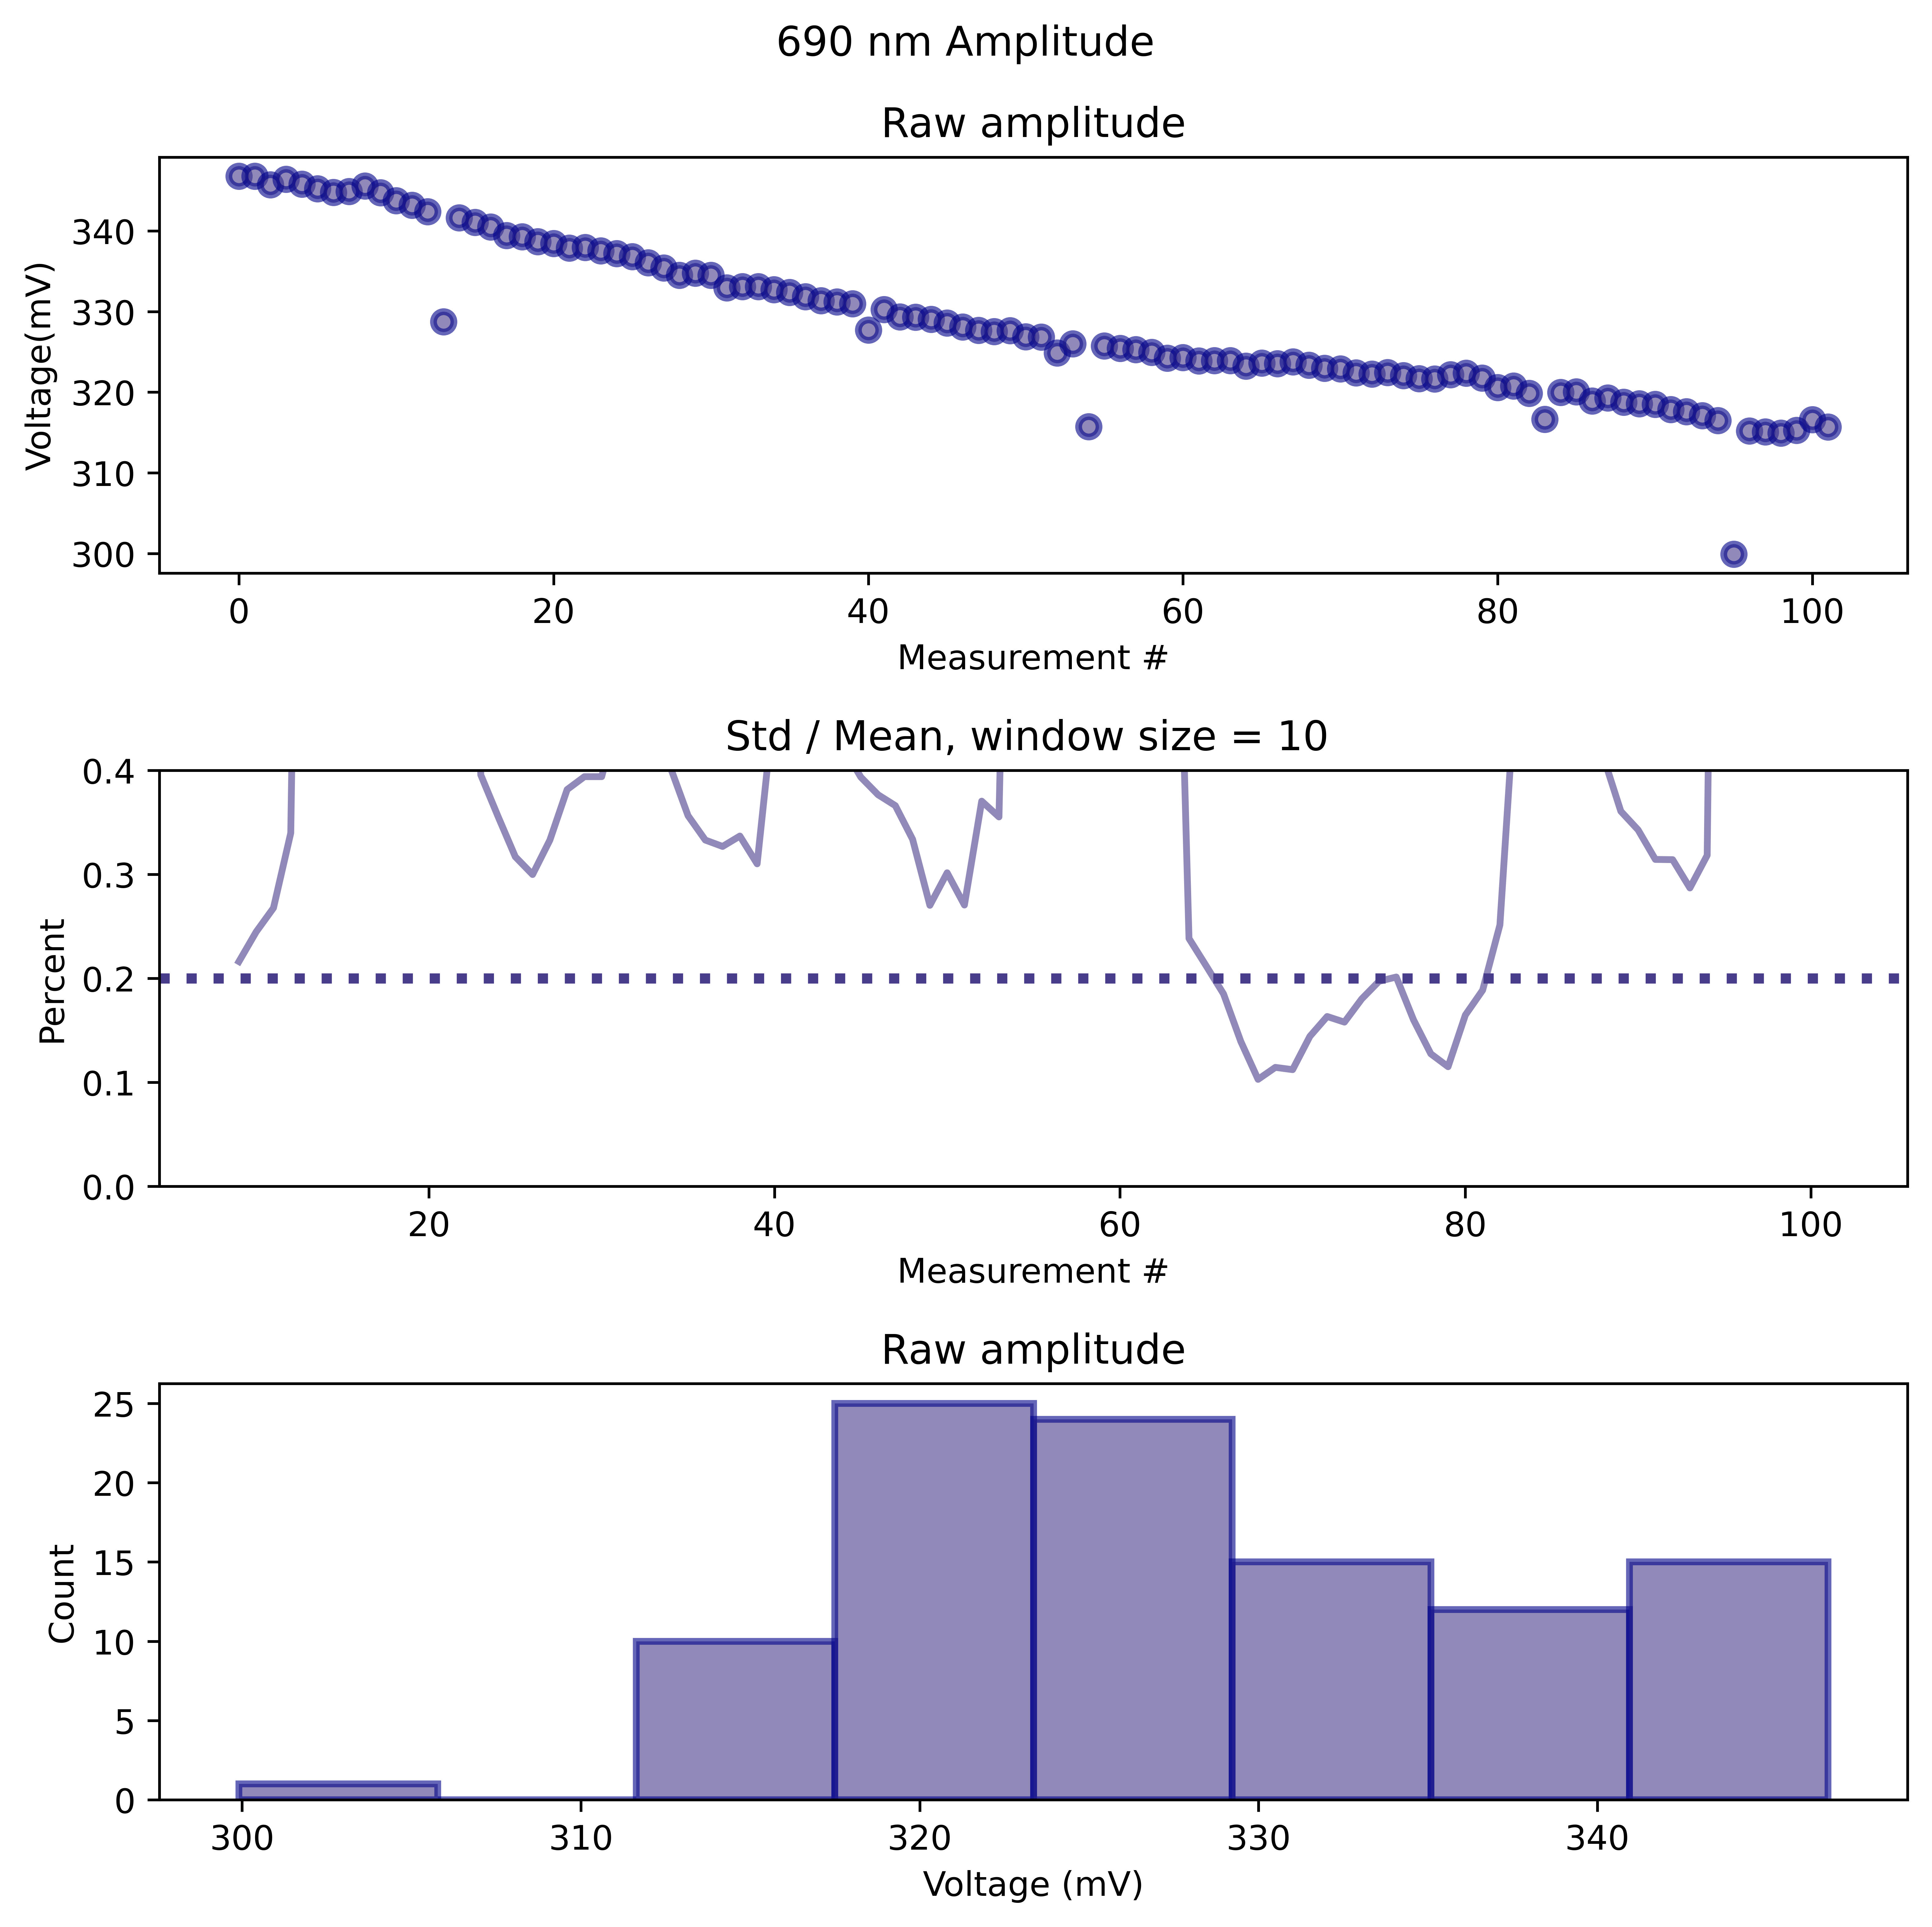 690 nm Amplitude
Raw amplitude
Voltage(mV)
340
330
320
310
300
0 20 40 60 80 100
Measurement #
Std / Mean, window size = 10
Percent
0.4
0.3
0.2
0.1
0.0
20 40 60 80 100
Measurement #
Raw amplitude
Count
25
20
15
10
5
0
300 310 320 330 340
Voltage (mV)